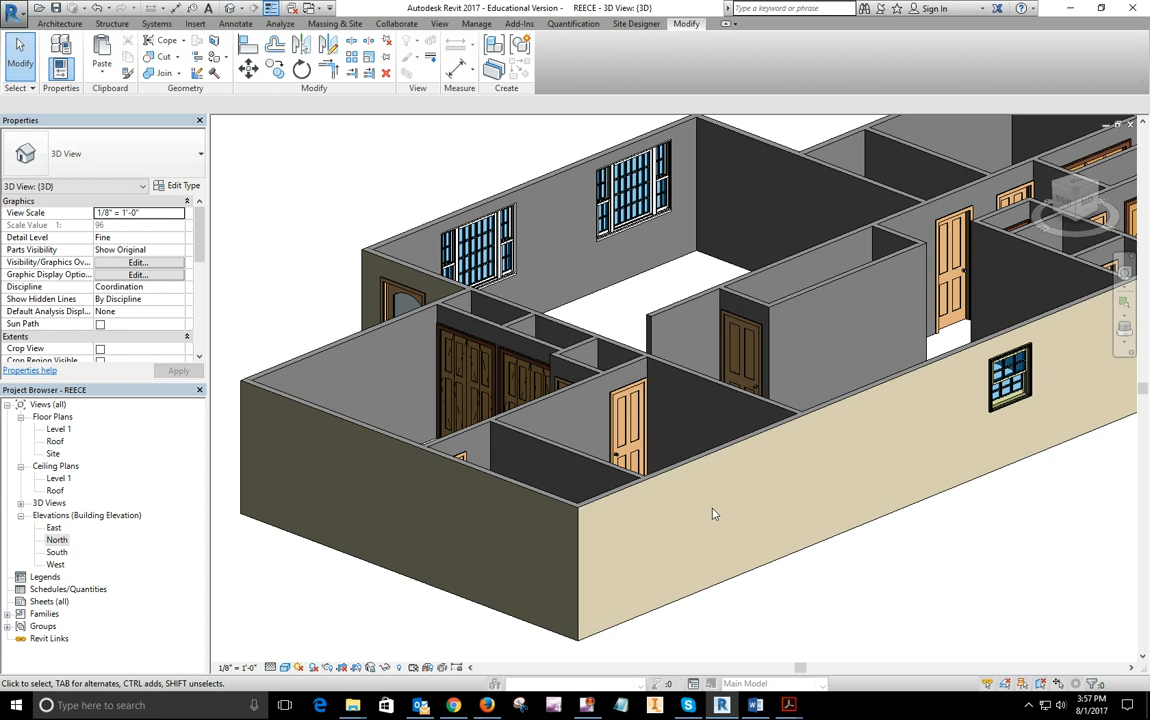 Autodesk Revit 2017 - Educational Version - REECE - 3D View: {3D}
Type a keyword or phrase
Sign In
Architecture Structure Systems Insert Annotate Analyze Massing & Site Collaborate View Manage Add-Ins Quantification Site Designer Modify
Modify
Paste
Cope
Cut
Join
Select Properties Clipboard Geometry Modify View Measure Create
Properties
3D View
3D View: {3D}
Edit Type
Graphics
View Scale 1/8" = 1'-0"
Scale Value 1: 96
Detail Level Fine
Parts Visibility Show Original
Visibility/Graphics Ov... Edit...
Graphic Display Optio... Edit...
Discipline Coordination
Show Hidden Lines By Discipline
Default Analysis Displ... None
Sun Path
Extents
Crop View
Crop Region Visible
Properties help
Apply
Project Browser - REECE
Views (all)
Floor Plans
Level 1
Roof
Site
Ceiling Plans
Level 1
Roof
3D Views
Elevations (Building Elevation)
East
North
South
West
Legends
Schedules/Quantities
Sheets (all)
Families
Groups
Revit Links
1/8" = 1'-0"
Click to select, TAB for alternates, CTRL adds, SHIFT unselects.
:0
Main Model
:0
Type here to search
3:57 PM
8/1/2017